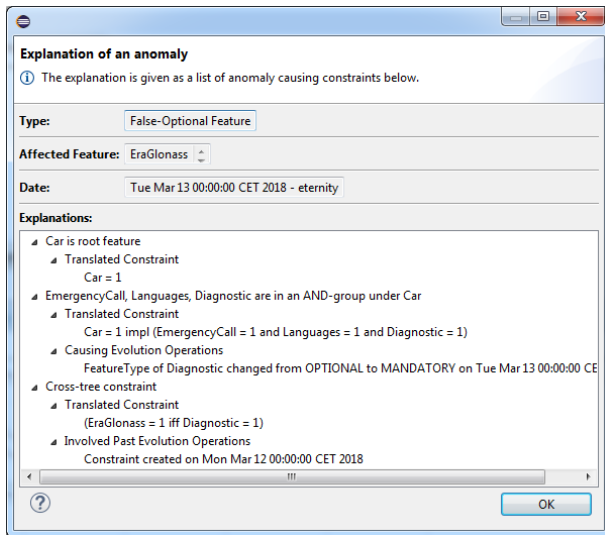 Explanation of an anomaly
The explanation is given as a list of anomaly causing constraints below.
Type: False-Optional Feature
Affected Feature: EraGlonass
Date: Tue Mar 13 00:00:00 CET 2018 - eternity
Explanations:
Car is root feature
Translated Constraint
Car = 1
EmergencyCall, Languages, Diagnostic are in an AND-group under Car
Translated Constraint
Car = 1 impl (EmergencyCall = 1 and Languages = 1 and Diagnostic = 1)
Causing Evolution Operations
FeatureType of Diagnostic changed from OPTIONAL to MANDATORY on Tue Mar 13 00:00:00 CE
Cross-tree constraint
Translated Constraint
(EraGlonass = 1 iff Diagnostic = 1)
Involved Past Evolution Operations
Constraint created on Mon Mar 12 00:00:00 CET 2018
OK